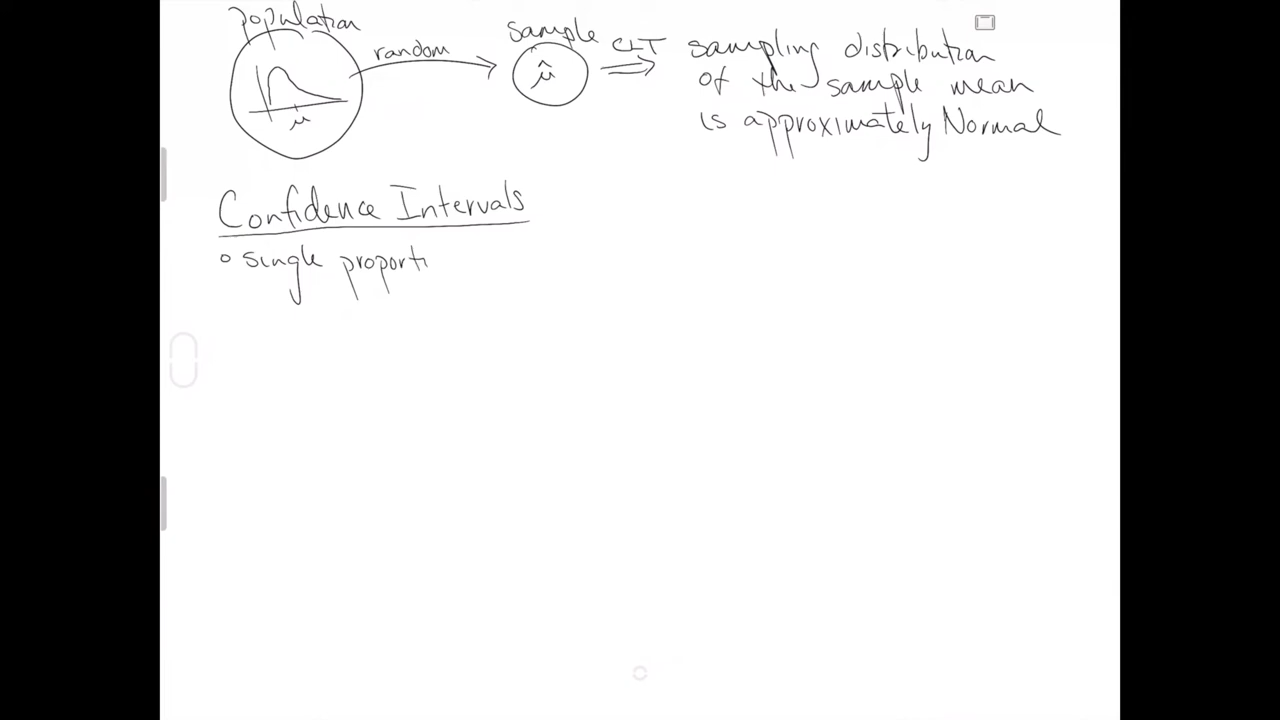 population
random
sample
μ
μ̂
CLT
sampling distribution
of the sample mean
is approximately Normal
Confidence Intervals
○ single proporti